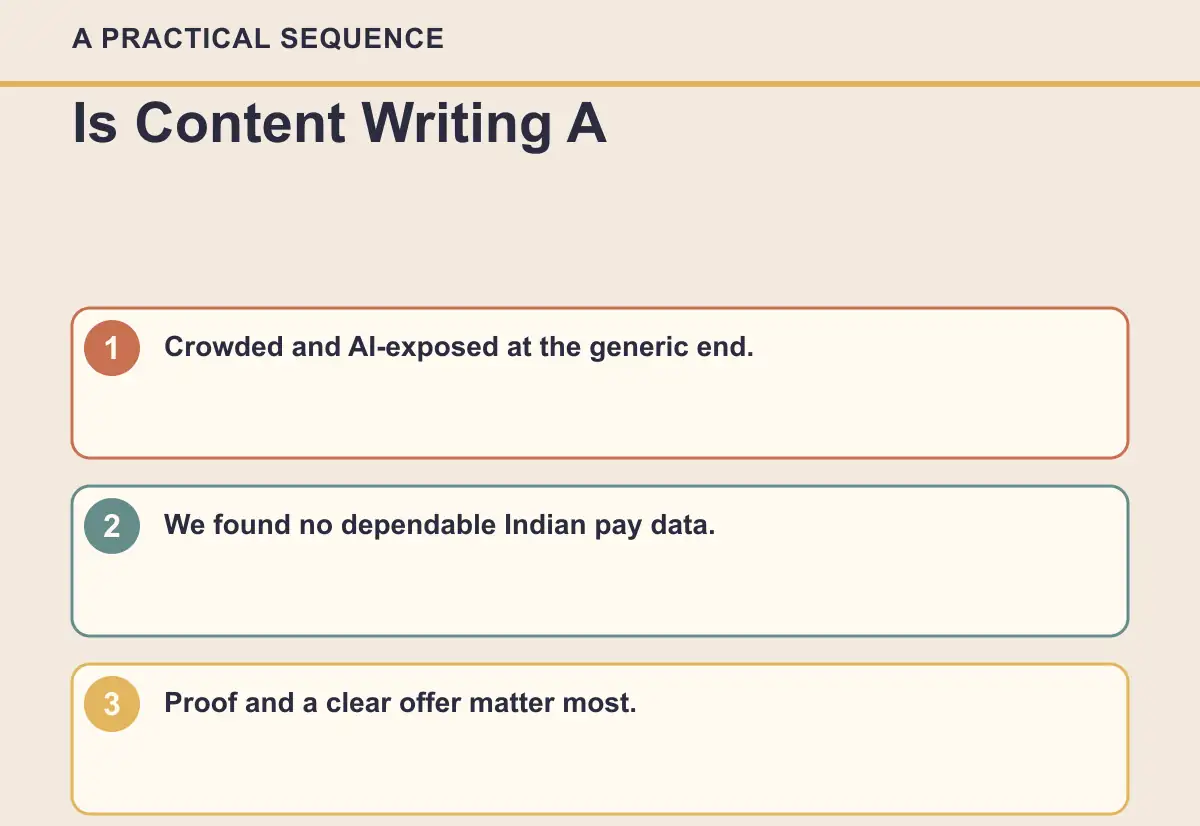 A PRACTICAL SEQUENCE
Is Content Writing A
1
Crowded and AI-exposed at the generic end.
2
We found no dependable Indian pay data.
3
Proof and a clear offer matter most.